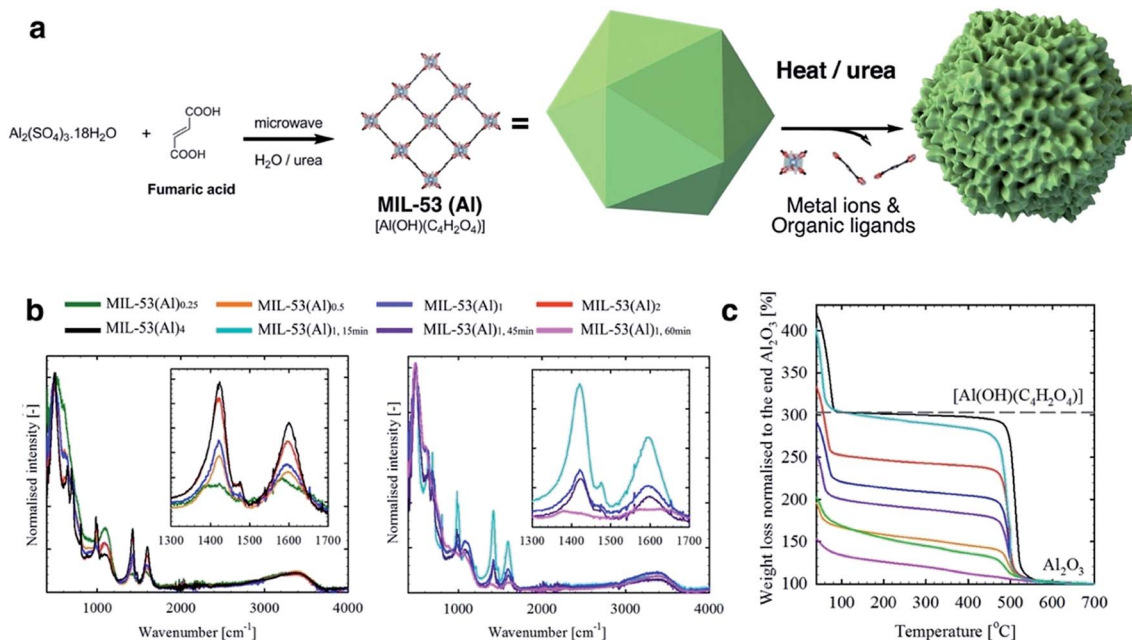 a
Al₂(SO₄)₃.18H₂O
+
COOH
COOH
Fumaric acid
microwave
H₂O / urea
MIL-53 (Al)
[Al(OH)(C₄H₂O₄)]
=
Heat / urea
Metal ions &
Organic ligands
b
MIL-53(Al)0.25
MIL-53(Al)0.5
MIL-53(Al)1
MIL-53(Al)2
MIL-53(Al)4
MIL-53(Al)1, 15min
MIL-53(Al)1, 45min
MIL-53(Al)1, 60min
Normalised intensity [-]
1300 1400 1500 1600 1700
1000 2000 3000 4000
Wavenumber [cm⁻¹]
Normalised intensity [-]
1300 1400 1500 1600 1700
1000 2000 3000 4000
Wavenumber [cm⁻¹]
c
Weight loss normalised to the end Al₂O₃ [%]
400
350
300
250
200
150
100
[Al(OH)(C₄H₂O₄)]
Al₂O₃
100 200 300 400 500 600 700
Temperature [°C]